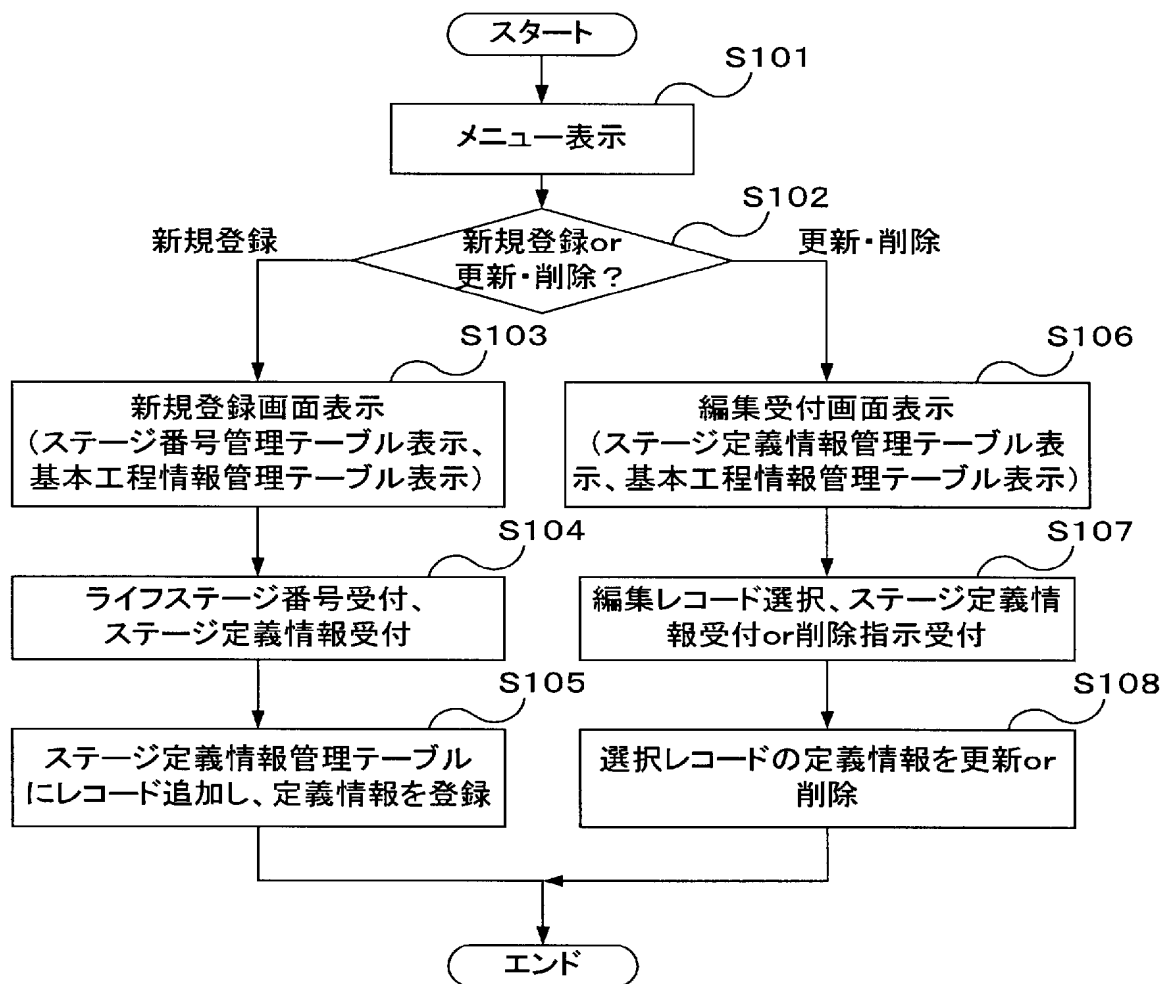 スタート
S101
メニュー表示
S102
新規登録
新規登録or
更新・削除？
更新・削除
S103
新規登録画面表示
（ステージ番号管理テーブル表示、
基本工程情報管理テーブル表示）
S104
ライフステージ番号受付、
ステージ定義情報受付
S105
ステージ定義情報管理テーブル
にレコード追加し、定義情報を登録
S106
編集受付画面表示
（ステージ定義情報管理テーブル表
示、基本工程情報管理テーブル表示）
S107
編集レコード選択、ステージ定義情
報受付or削除指示受付
S108
選択レコードの定義情報を更新or
削除
エンド